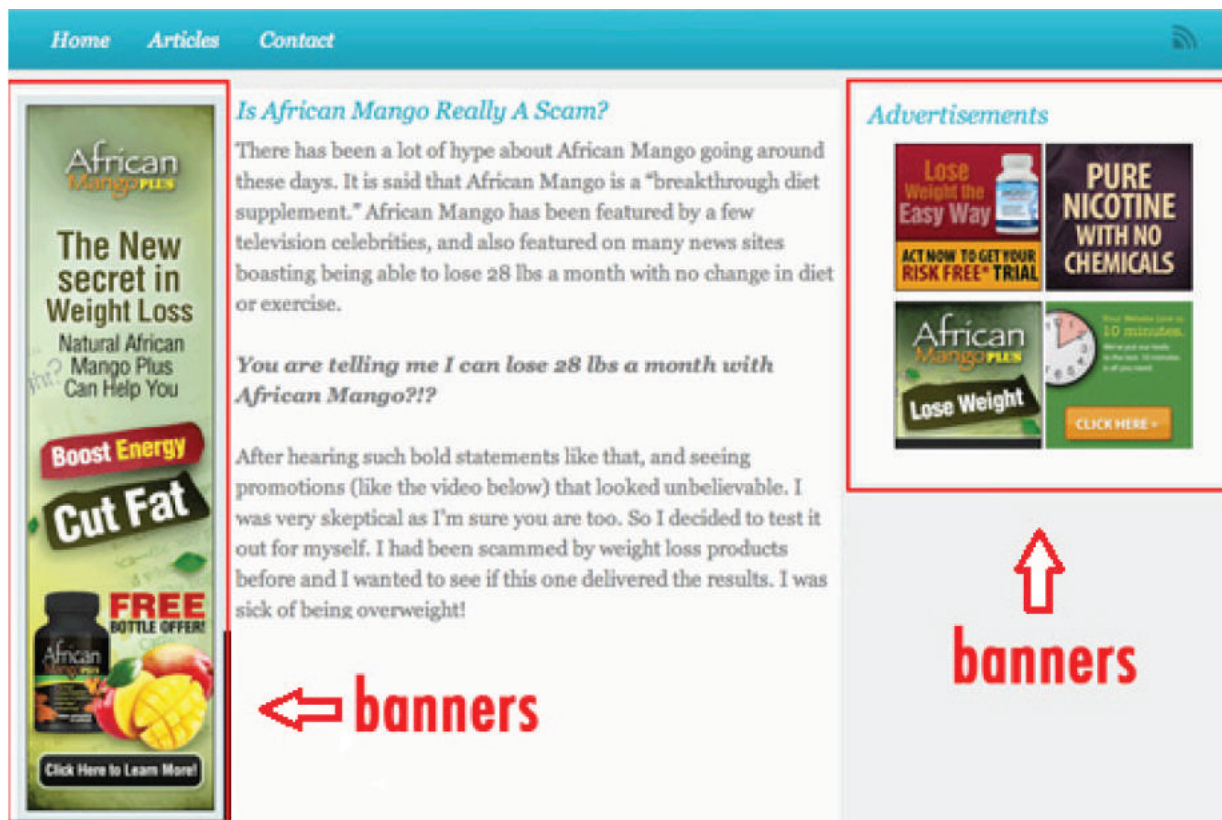 Home Articles Contact
African
Mango PLUS
The New
secret in
Weight Loss
Natural African
Mango Plus
Can Help You
Boost Energy
Cut Fat
FREE
BOTTLE OFFER!
African
Mango PLUS
Click Here to Learn More!
Is African Mango Really A Scam?
There has been a lot of hype about African Mango going around
these days. It is said that African Mango is a “breakthrough diet
supplement.” African Mango has been featured by a few
television celebrities, and also featured on many news sites
boasting being able to lose 28 lbs a month with no change in diet
or exercise.
You are telling me I can lose 28 lbs a month with
African Mango?!?
After hearing such bold statements like that, and seeing
promotions (like the video below) that looked unbelievable. I
was very skeptical as I'm sure you are too. So I decided to test it
out for myself. I had been scammed by weight loss products
before and I wanted to see if this one delivered the results. I was
sick of being overweight!
banners
Advertisements
Lose
Weight the
Easy Way
ACT NOW TO GET YOUR
RISK FREE* TRIAL
PURE
NICOTINE
WITH NO
CHEMICALS
African
Mango PLUS
Lose Weight
Your Website Live in
10 minutes.
CLICK HERE »
banners